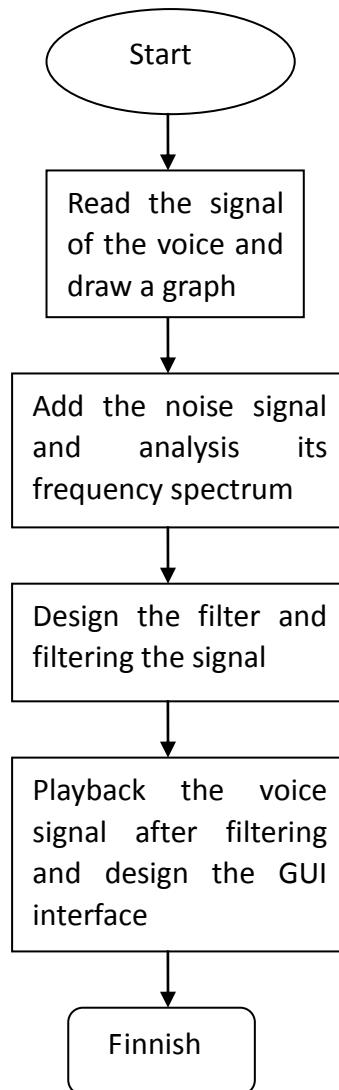 Start
Read the signal
of the voice and
draw a graph
Add the noise signal
and analysis its
frequency spectrum
Design the filter and
filtering the signal
Playback the voice
signal after filtering
and design the GUI
interface
Finnish